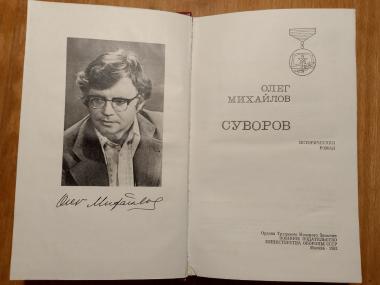 Олег Михайлов
ОЛЕГ
МИХАЙЛОВ
СУВОРОВ
ИСТОРИЧЕСКИЙ
РОМАН
Ордена Трудового Красного Знамени
ВОЕННОЕ ИЗДАТЕЛЬСТВО
МИНИСТЕРСТВА ОБОРОНЫ СССР
Москва